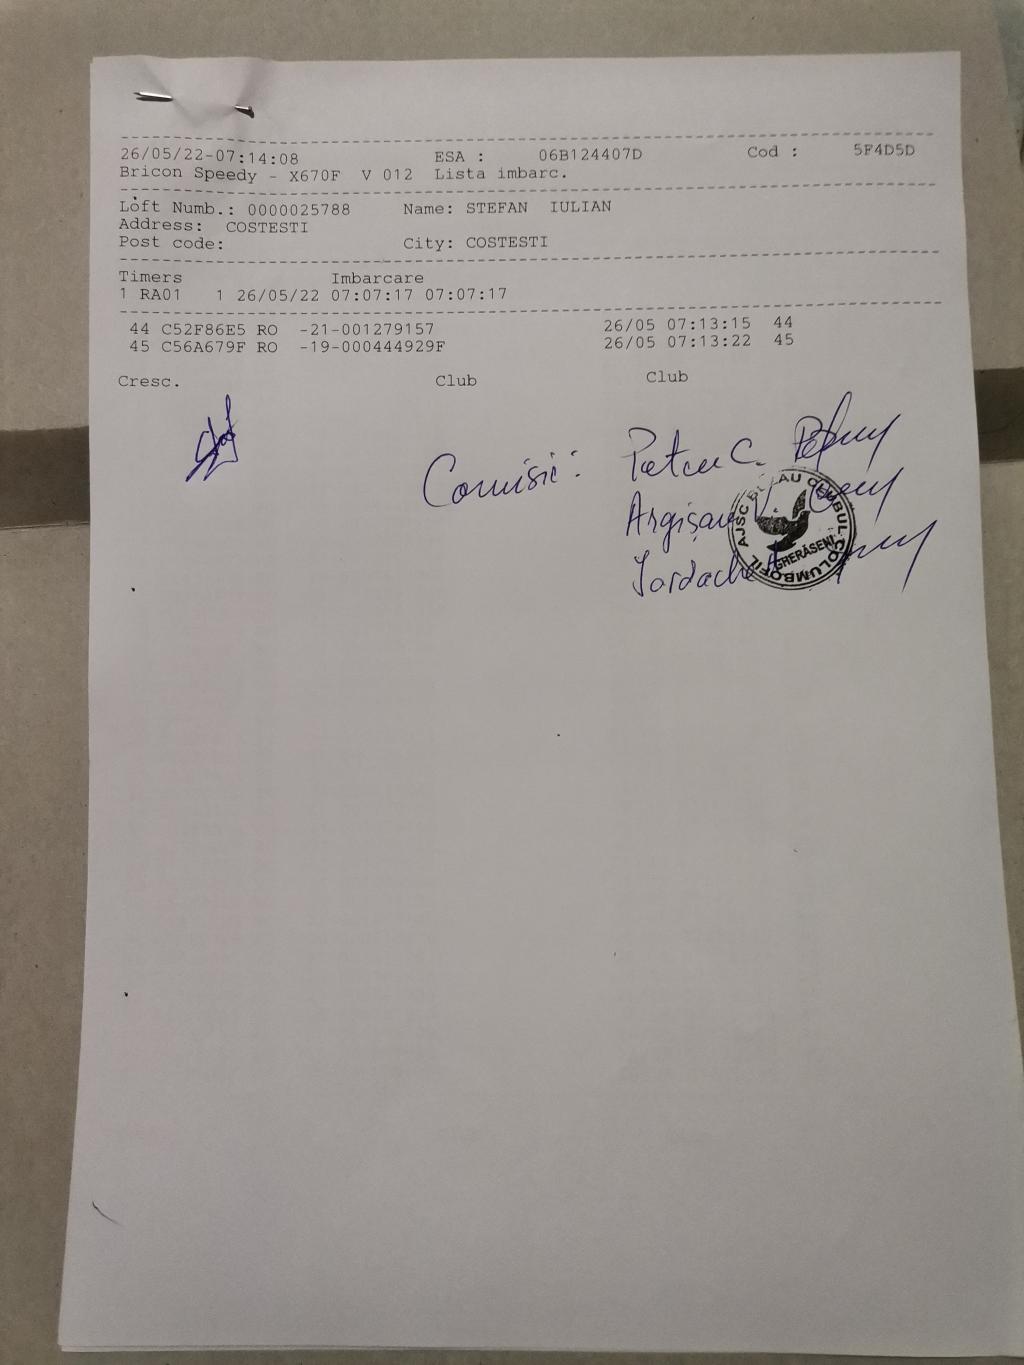 26/05/22-07:14:08 ESA : 06B124407D Cod : 5F4D5D
Bricon Speedy - X670F V 012 Lista imbarc.
Loft Numb.: 0000025788 Name: STEFAN IULIAN
Address: COSTESTI
Post code: City: COSTESTI
Timers Imbarcare
1 RA01 1 26/05/22 07:07:17 07:07:17
44 C52F86E5 RO -21-001279157 26/05 07:13:15 44
45 C56A679F RO -19-000444929F 26/05 07:13:22 45
Cresc. Club Club
Comisie: C.
Iordache
AJSC COLUMBOFIL GHERĂSENI